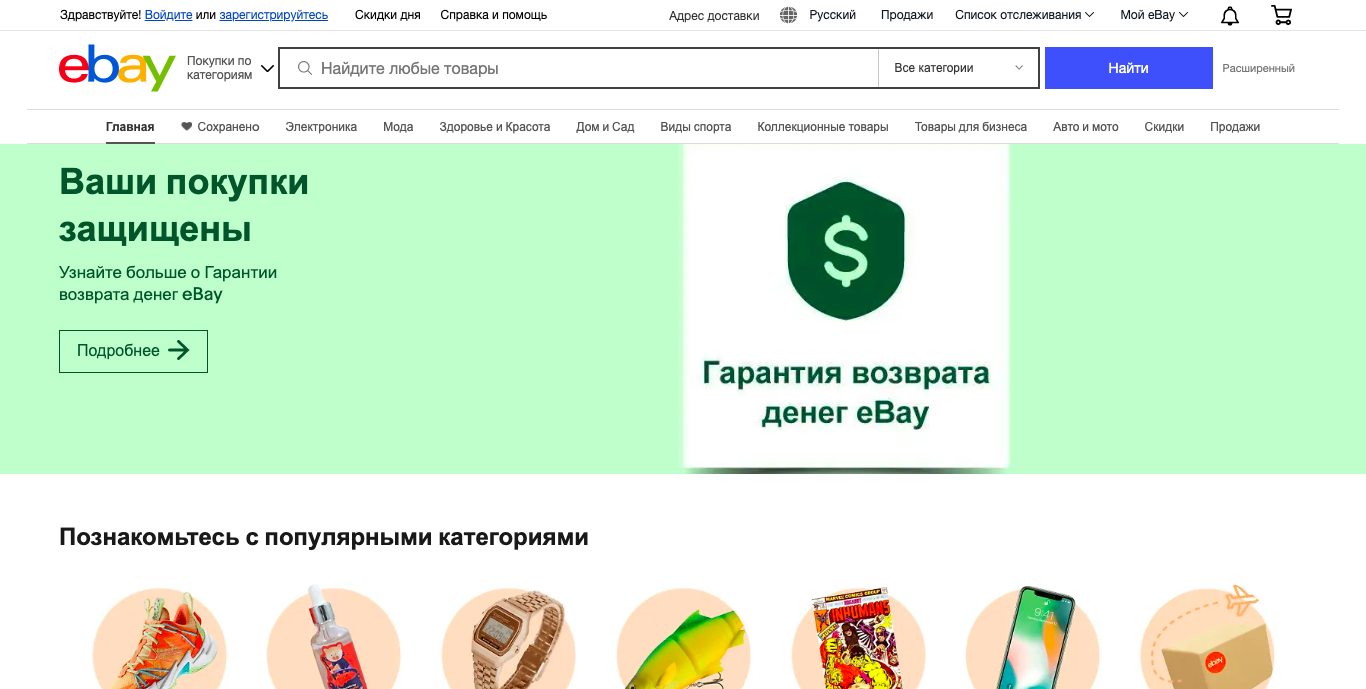 Здравствуйте! Войдите или зарегистрируйтесь Скидки дня Справка и помощь Адрес доставки Русский Продажи Список отслеживания Мой eBay
ebay
Покупки по
категориям
Найдите любые товары Все категории Найти Расширенный
Главная Сохранено Электроника Мода Здоровье и Красота Дом и Сад Виды спорта Коллекционные товары Товары для бизнеса Авто и мото Скидки Продажи
Ваши покупки
защищены
Узнайте больше о Гарантии
возврата денег eBay
Подробнее
$
Гарантия возврата
денег eBay
Познакомьтесь с популярными категориями
MARVEL COMICS GROUP
INHUMANS
9:41
ebay